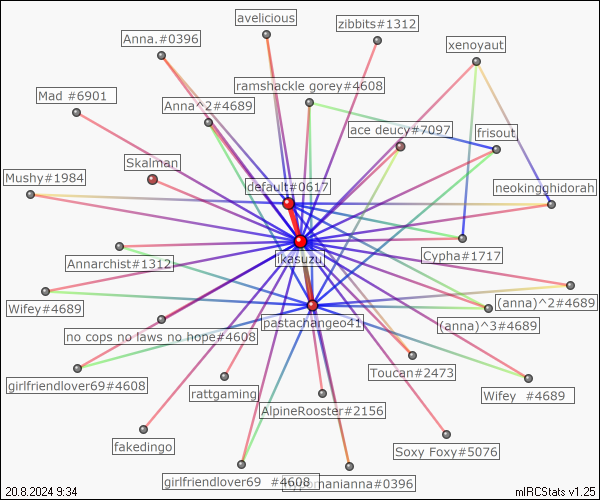 avelicious
zibbits#1312
Anna.#0396
xenoyaut
ramshackle gorey#4608
Mad #6901
Anna^2#4689
ace deucy#7097
frisout
Skalman
Mushy#1984
default#0617
neokingghidorah
ikasuzu
Cypha#1717
Annarchist#1312
Wifey#4689
(anna)^2#4689
pastachangeo41
(anna)^3#4689
no cops no laws no hope#4608
Toucan#2473
girlfriendlover69#4608
rattgaming
Wifey #4689
AlpineRooster#2156
fakedingo
Soxy Foxy#5076
girlfriendlover69 #4608
20.8.2024 9:34
mIRCStats v1.25